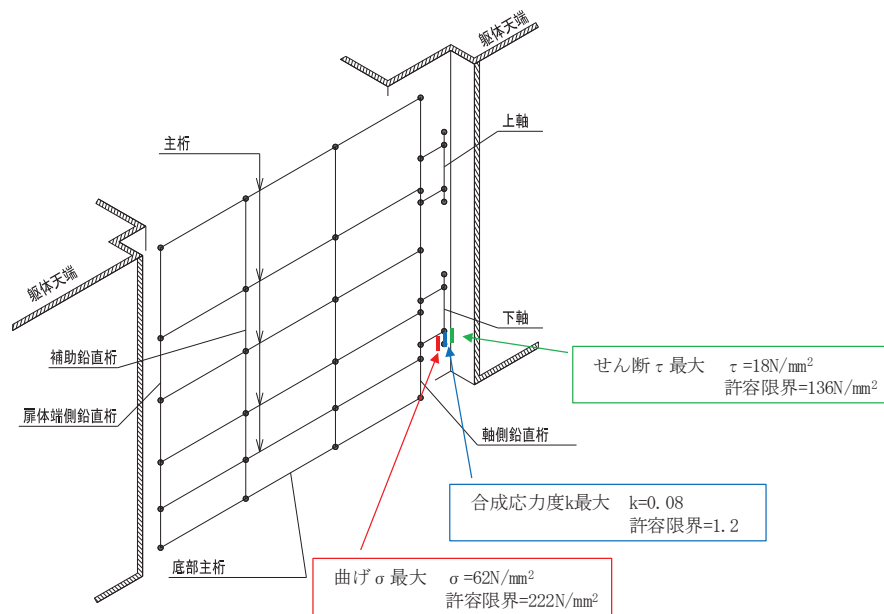 躯体天端
上軸
主桁
躯体天端
下軸
補助鉛直桁
せん断τ最大 τ=18N/mm²
許容限界=136N/mm²
扉体端側鉛直桁
軸側鉛直桁
合成応力度k最大 k=0.08
許容限界=1.2
底部主桁
曲げσ最大 σ=62N/mm²
許容限界=222N/mm²